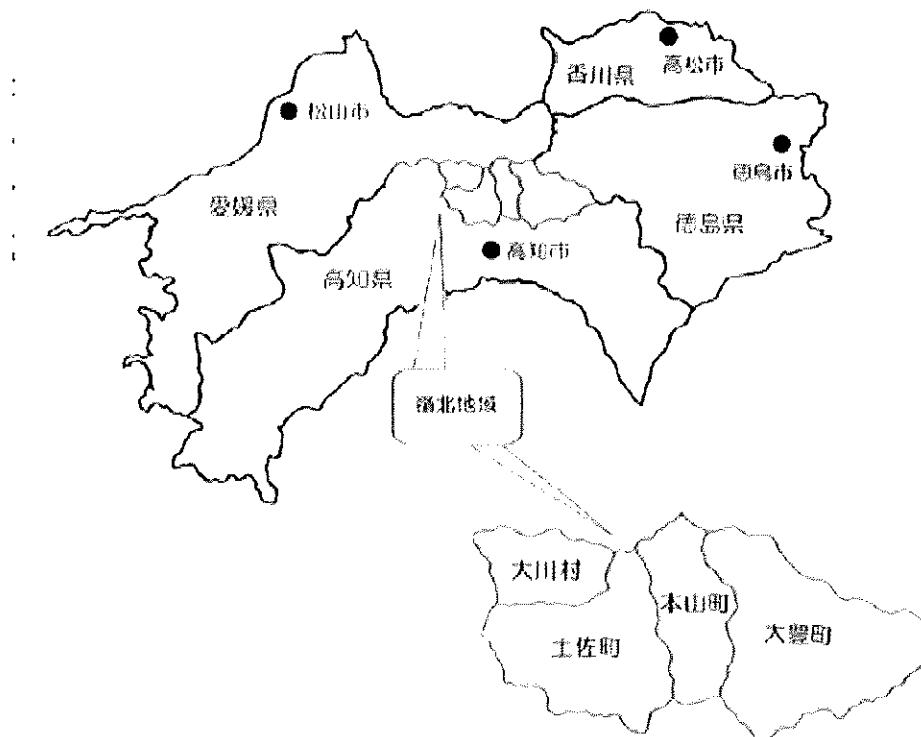 香川県
高松市
松山市
徳島市
愛媛県
徳島県
高知市
高知県
嶺北地域
大川村
本山町
土佐町
大豊町